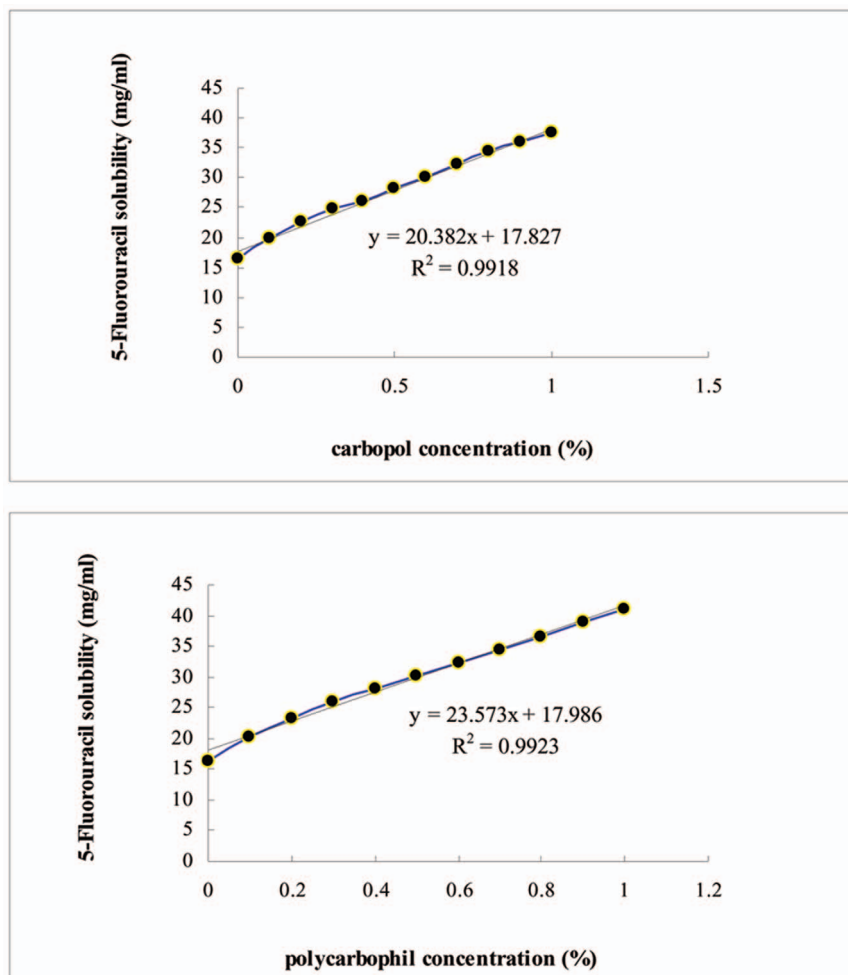 5-Fluorouracil solubility (mg/ml)
45
40
35
30
25
20
15
10
5
0
y = 20.382x + 17.827
R² = 0.9918
0 0.5 1 1.5
carbopol concentration (%)
5-Fluorouracil solubility (mg/ml)
45
40
35
30
25
20
15
10
5
0
y = 23.573x + 17.986
R² = 0.9923
0 0.2 0.4 0.6 0.8 1 1.2
polycarbophil concentration (%)